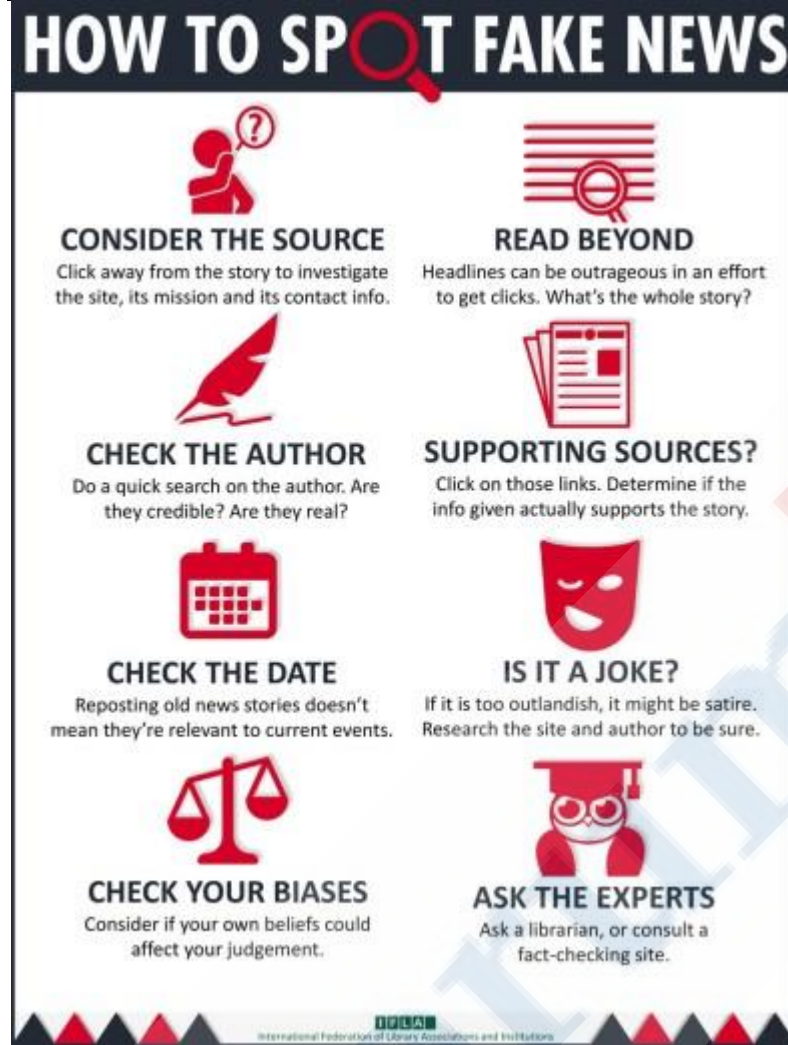 HOW TO SPOT FAKE NEWS
CONSIDER THE SOURCE
Click away from the story to investigate
the site, its mission and its contact info.
READ BEYOND
Headlines can be outrageous in an effort
to get clicks. What's the whole story?
CHECK THE AUTHOR
Do a quick search on the author. Are
they credible? Are they real?
SUPPORTING SOURCES?
Click on those links. Determine if the
info given actually supports the story.
CHECK THE DATE
Reposting old news stories doesn't
mean they're relevant to current events.
IS IT A JOKE?
If it is too outlandish, it might be satire.
Research the site and author to be sure.
CHECK YOUR BIASES
Consider if your own beliefs could
affect your judgement.
ASK THE EXPERTS
Ask a librarian, or consult a
fact-checking site.
IFLA
International Federation of Library Associations and Institutions